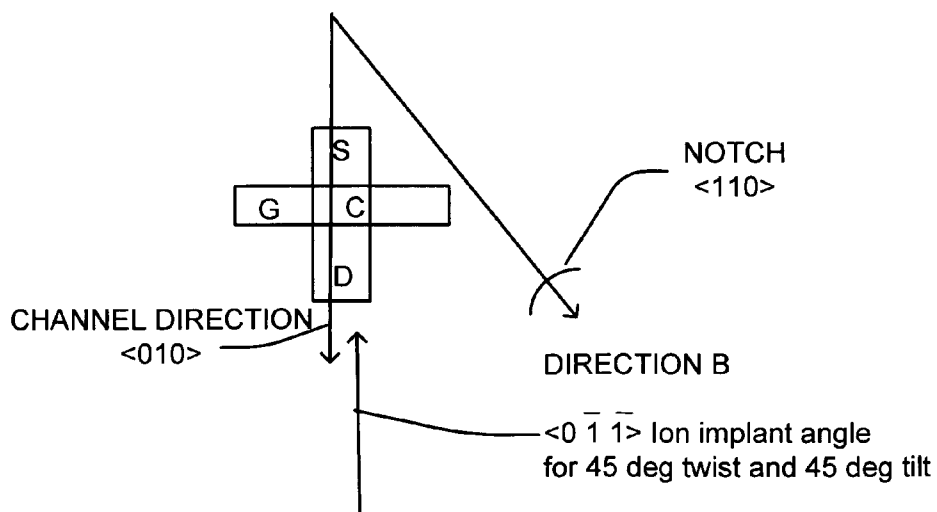 S
NOTCH
<110>
G
C
D
CHANNEL DIRECTION
<010>
DIRECTION B
<0 1̅ 1̅> Ion implant angle
for 45 deg twist and 45 deg tilt